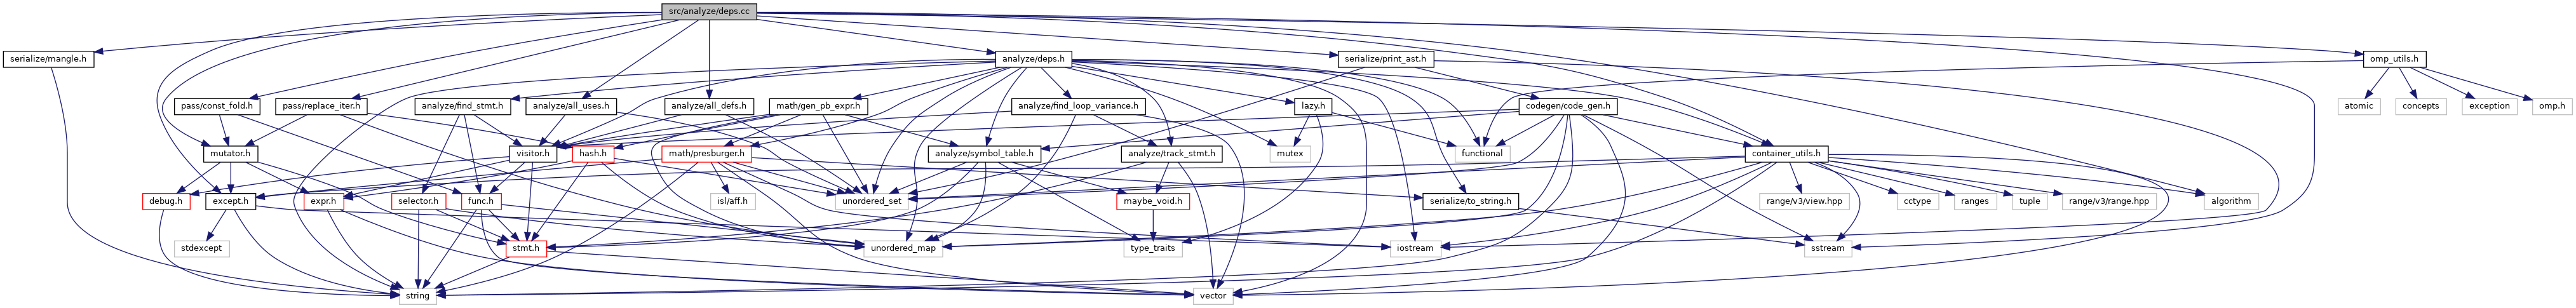 src/analyze/deps.cc
serialize/mangle.h
analyze/deps.h
serialize/print_ast.h
omp_utils.h
pass/const_fold.h
pass/replace_iter.h
analyze/find_stmt.h
analyze/all_uses.h
analyze/all_defs.h
math/gen_pb_expr.h
analyze/find_loop_variance.h
lazy.h
codegen/code_gen.h
atomic
concepts
exception
omp.h
mutator.h
visitor.h
hash.h
math/presburger.h
analyze/symbol_table.h
analyze/track_stmt.h
mutex
functional
container_utils.h
debug.h
except.h
expr.h
selector.h
func.h
isl/aff.h
unordered_set
maybe_void.h
serialize/to_string.h
range/v3/view.hpp
cctype
ranges
tuple
range/v3/range.hpp
algorithm
stdexcept
stmt.h
unordered_map
type_traits
iostream
sstream
string
vector